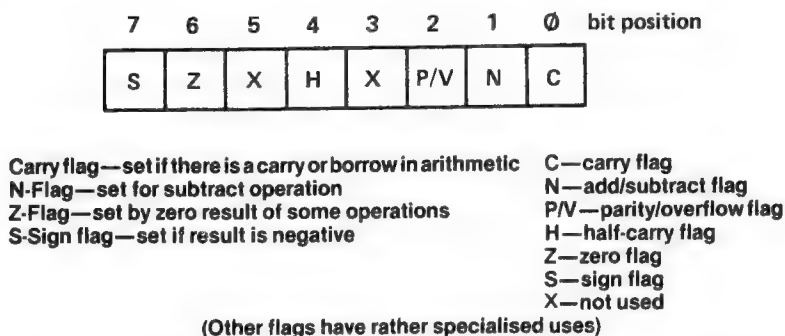 7 6 5 4 3 2 1 Ø bit position
S Z X H X P/V N C
Carry flag—set if there is a carry or borrow in arithmetic
N-Flag—set for subtract operation
Z-Flag—set by zero result of some operations
S-Sign flag—set if result is negative
C—carry flag
N—add/subtract flag
P/V—parity/overflow flag
H—half-carry flag
Z—zero flag
S—sign flag
X—not used
(Other flags have rather specialised uses)